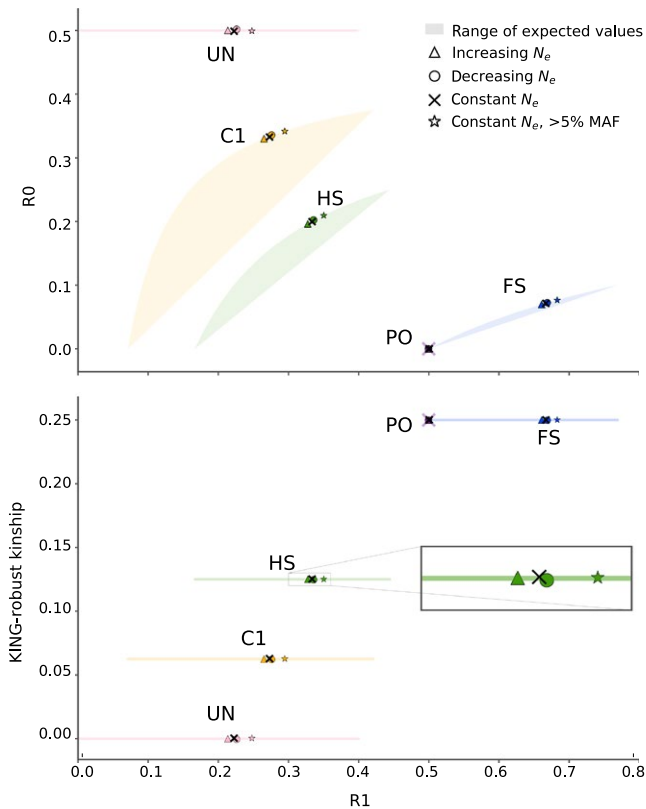 0.5
0.4
0.3
0.2
0.1
0.0
R0
UN
C1
HS
FS
PO
Range of expected values
Increasing Nₑ
Decreasing Nₑ
Constant Nₑ
Constant Nₑ, >5% MAF
0.25
0.20
0.15
0.10
0.05
0.00
KING-robust kinship
PO
FS
HS
C1
UN
0.0 0.1 0.2 0.3 0.4 0.5 0.6 0.7 0.8
R1